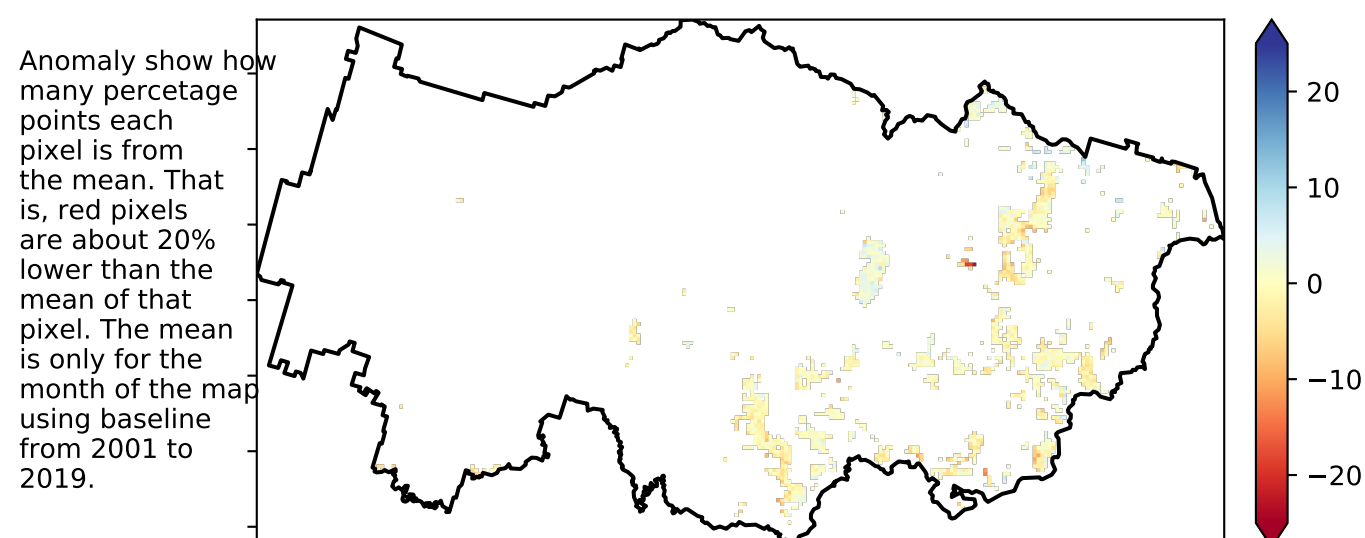 Anomaly show how
many percetage
points each
pixel is from
the mean. That
is, red pixels
are about 20%
lower than the
mean of that
pixel. The mean
is only for the
month of the map
using baseline
from 2001 to
2019.
20
10
0
−10
−20